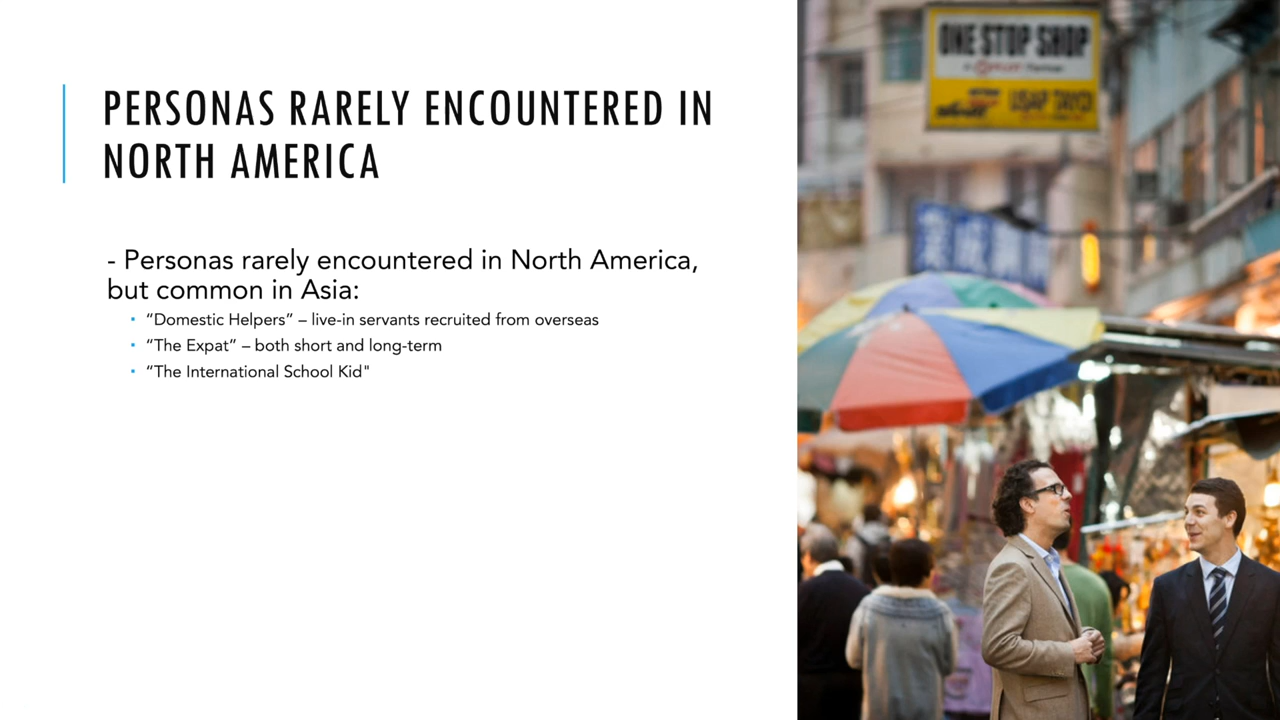 PERSONAS RARELY ENCOUNTERED IN
NORTH AMERICA
- Personas rarely encountered in North America,
but common in Asia:
• “Domestic Helpers” – live-in servants recruited from overseas
• “The Expat” – both short and long-term
• “The International School Kid"
ONE STOP SHOP